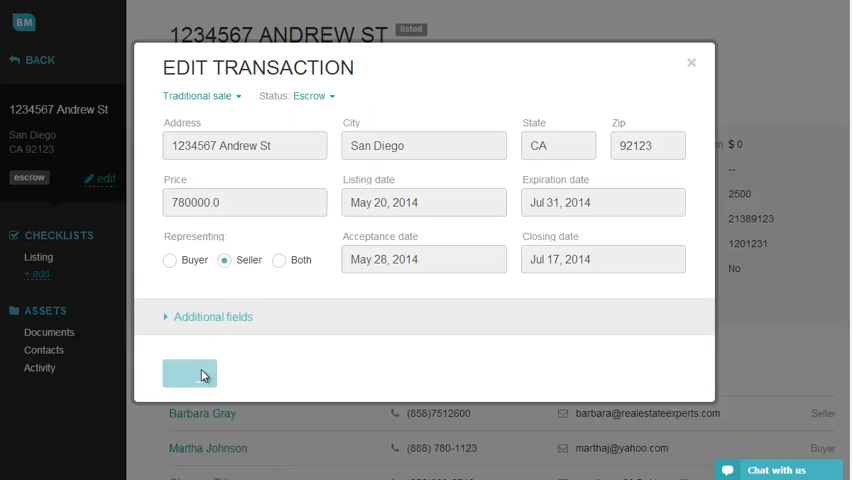 BM
BACK
1234567 Andrew St
San Diego
CA 92123
escrow
edit
CHECKLISTS
Listing
+ add
ASSETS
Documents
Contacts
Activity
1234567 ANDREW ST listed
EDIT TRANSACTION ×
Traditional sale Status: Escrow
Address City State Zip
1234567 Andrew St San Diego CA 92123
Price Listing date Expiration date
780000.0 May 20, 2014 Jul 31, 2014
Representing: Acceptance date Closing date
Buyer Seller Both May 28, 2014 Jul 17, 2014
Additional fields
$ 0
--
2500
21389123
1201231
No
Barbara Gray (858)7512600 barbara@realestateexperts.com Seller
Martha Johnson (888) 780-1123 marthaj@yahoo.com Buyer
Chat with us